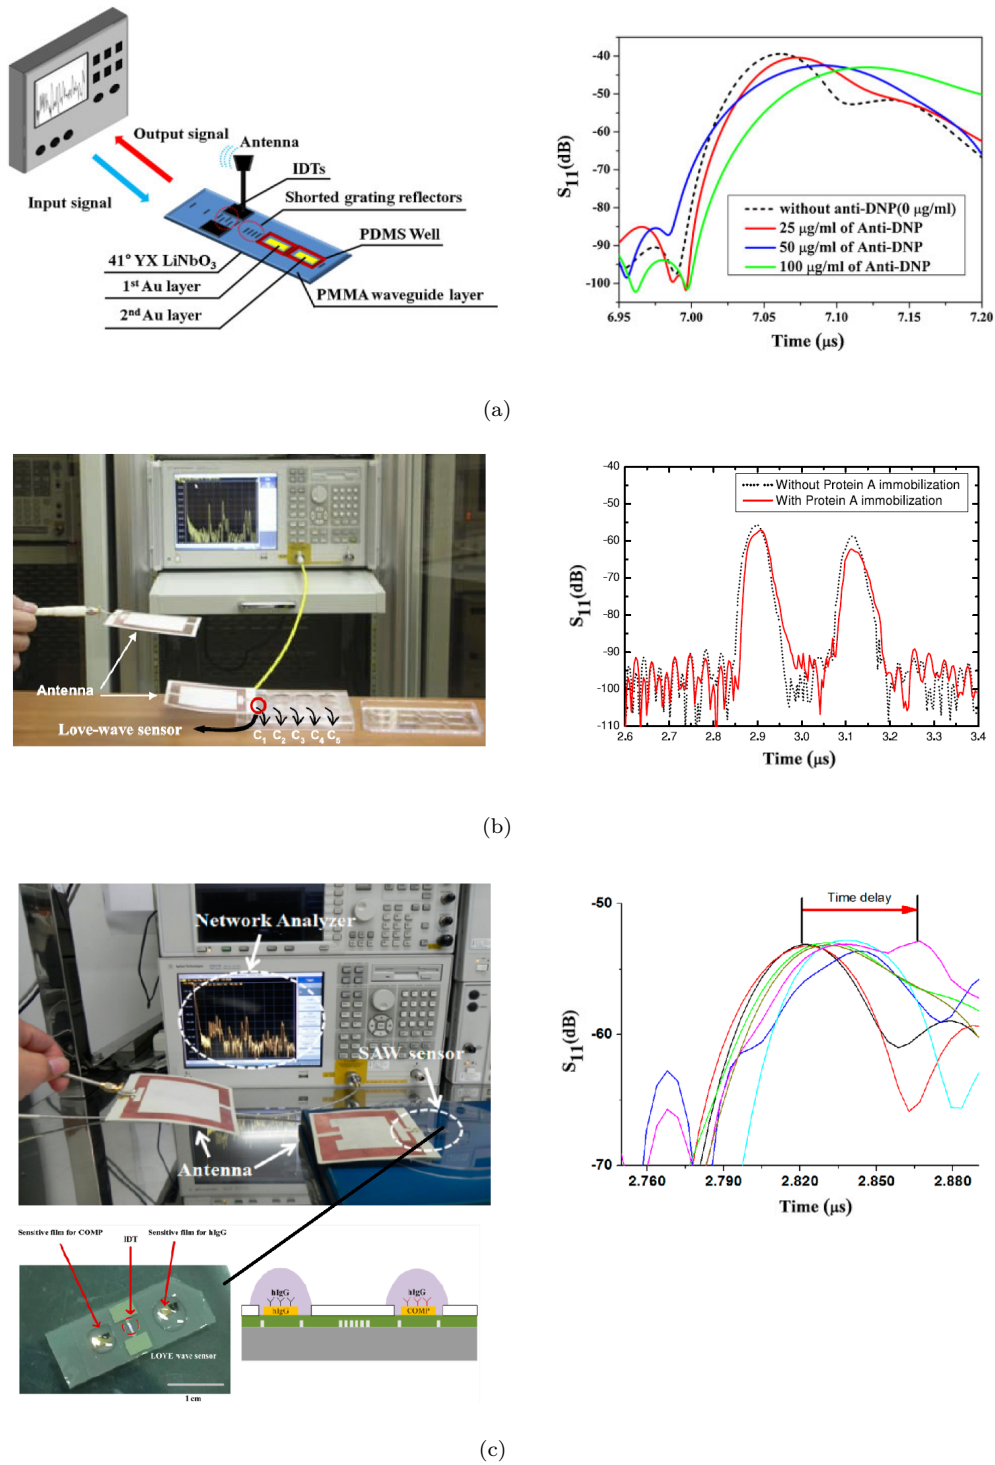 Output signal
Antenna
IDTs
Input signal
Shorted grating reflectors
PDMS Well
41° YX LiNbO3
1st Au layer
PMMA waveguide layer
2nd Au layer
S11(dB)
-40
-50
-60
-70
-80
-90
-100
without anti-DNP(0 μg/ml)
25 μg/ml of Anti-DNP
50 μg/ml of Anti-DNP
100 μg/ml of Anti-DNP
6.95 7.00 7.05 7.10 7.15 7.20
Time (μs)
(a)
Antenna
Love-wave sensor
C1 C2 C3 C4 C5
S11(dB)
-40
-50
-60
-70
-80
-90
-100
-110
Without Protein A immobilization
With Protein A immobilization
2.6 2.7 2.8 2.9 3.0 3.1 3.2 3.3 3.4
Time (μs)
(b)
Network Analyzer
SAW sensor
Antenna
Sensitive film for COMP
IDT
Sensitive film for hIgG
LOVE wave sensor
1 cm
hIgG
hIgG
hIgG
COMP
Time delay
S11(dB)
-50
-60
-70
2.760 2.790 2.820 2.850 2.880
Time (μs)
(c)